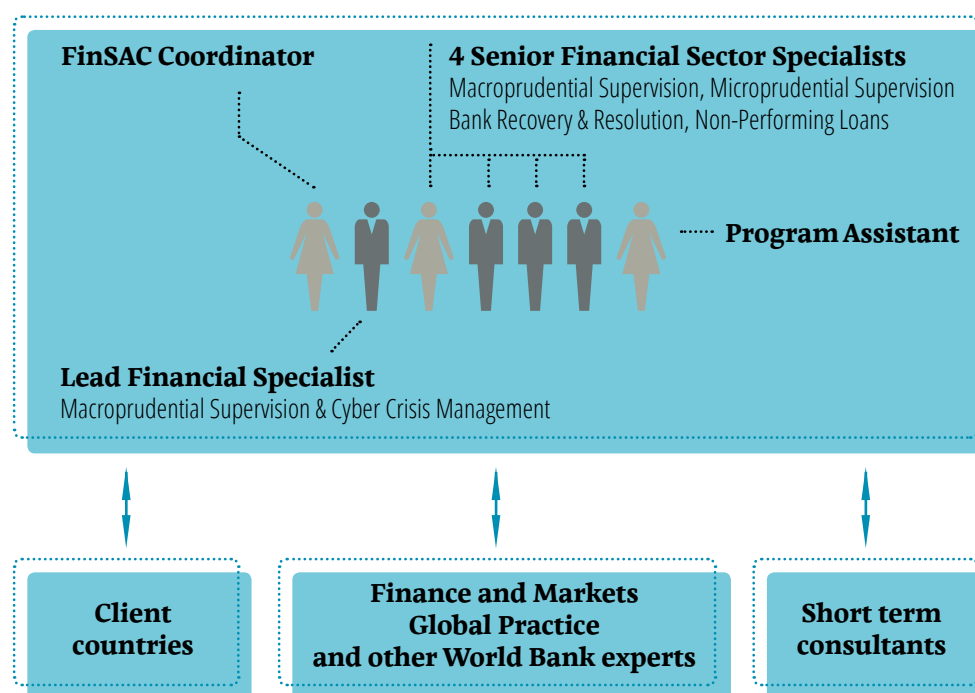 FinSAC Coordinator
4 Senior Financial Sector Specialists
Macroprudential Supervision, Microprudential Supervision
Bank Recovery & Resolution, Non-Performing Loans
Program Assistant
Lead Financial Specialist
Macroprudential Supervision & Cyber Crisis Management
Client
countries
Finance and Markets
Global Practice
and other World Bank experts
Short term
consultants